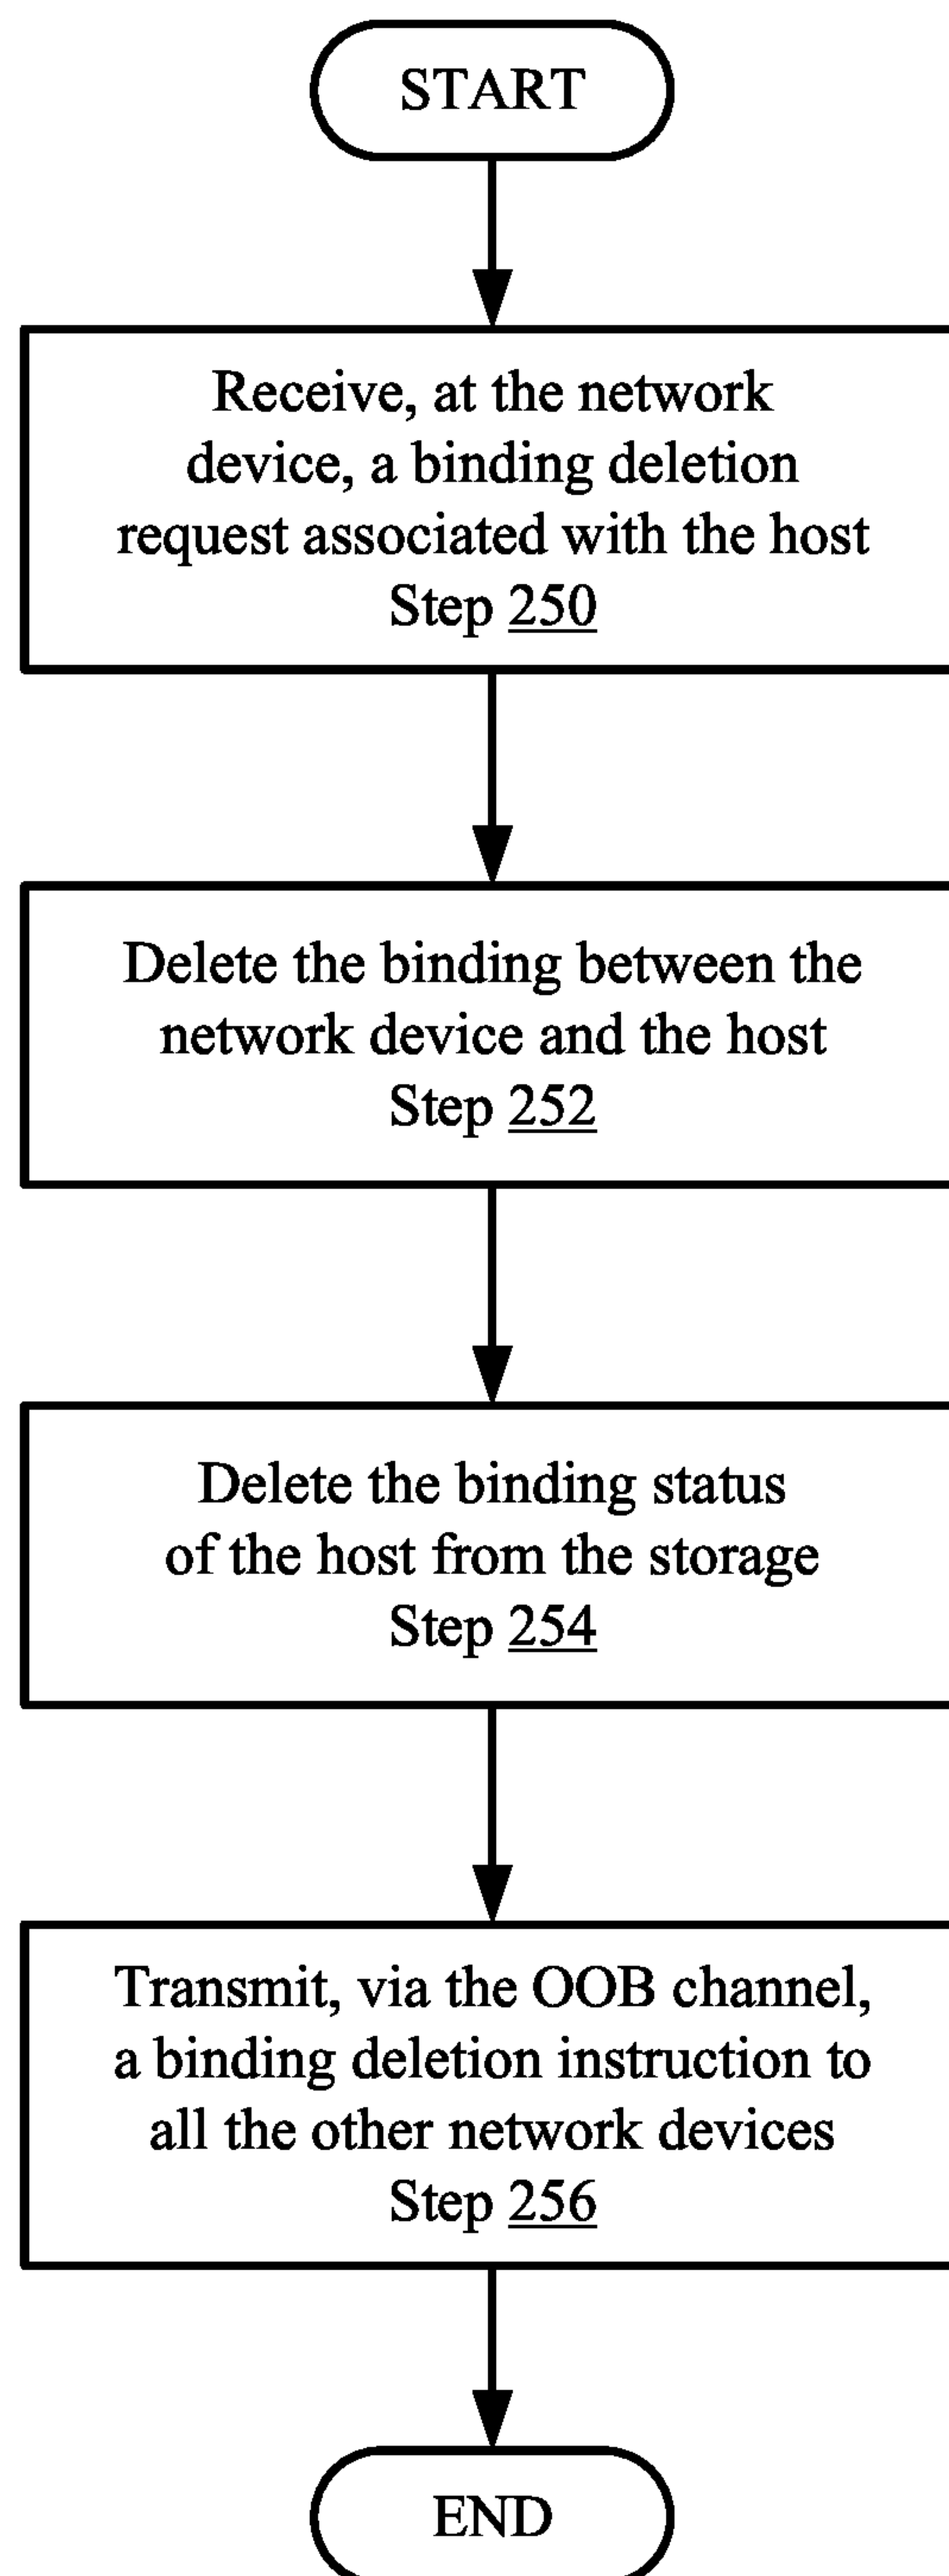 START
Receive, at the network
device, a binding deletion
request associated with the host
Step 250
Delete the binding between the
network device and the host
Step 252
Delete the binding status
of the host from the storage
Step 254
Transmit, via the OOB channel,
a binding deletion instruction to
all the other network devices
Step 256
END